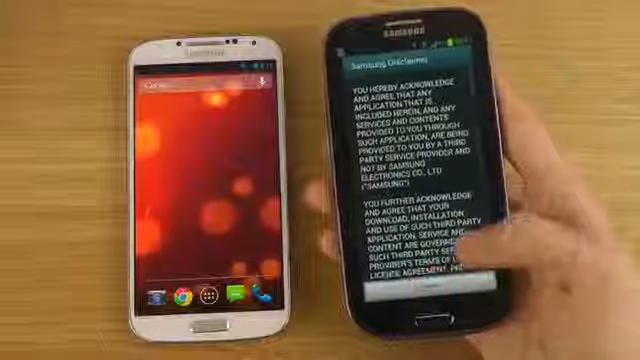 SAMSUNG
Google
SAMSUNG
Samsung Disclaimer
YOU HEREBY ACKNOWLEDGE
AND AGREE THAT ANY
APPLICATION THAT IS
INCLUDED HEREIN, AND ANY
SERVICES AND CONTENTS
PROVIDED TO YOU THROUGH
SUCH APPLICATION, ARE BEING
PROVIDED TO YOU BY A THIRD
PARTY SERVICE PROVIDER AND
NOT BY SAMSUNG
ELECTRONICS CO., LTD
("SAMSUNG")
YOU FURTHER ACKNOWLEDGE
AND AGREE THAT YOUR
DOWNLOAD, INSTALLATION
AND USE OF SUCH THIRD PARTY
APPLICATION, SERVICE AND
CONTENT ARE
THIRD PARTY
PROVIDER'S TERMS OF
LICENSE AGREEMENT,